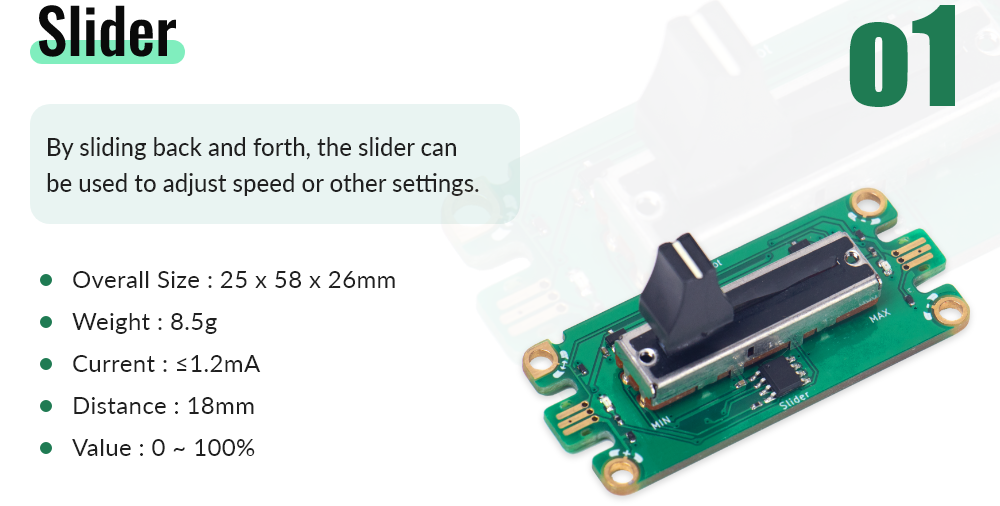 Slider
01
By sliding back and forth, the slider can
be used to adjust speed or other settings.
Overall Size : 25 x 58 x 26mm
Weight : 8.5g
Current : ≤1.2mA
Distance : 18mm
Value : 0 ~ 100%
MAX
Slider
MIN